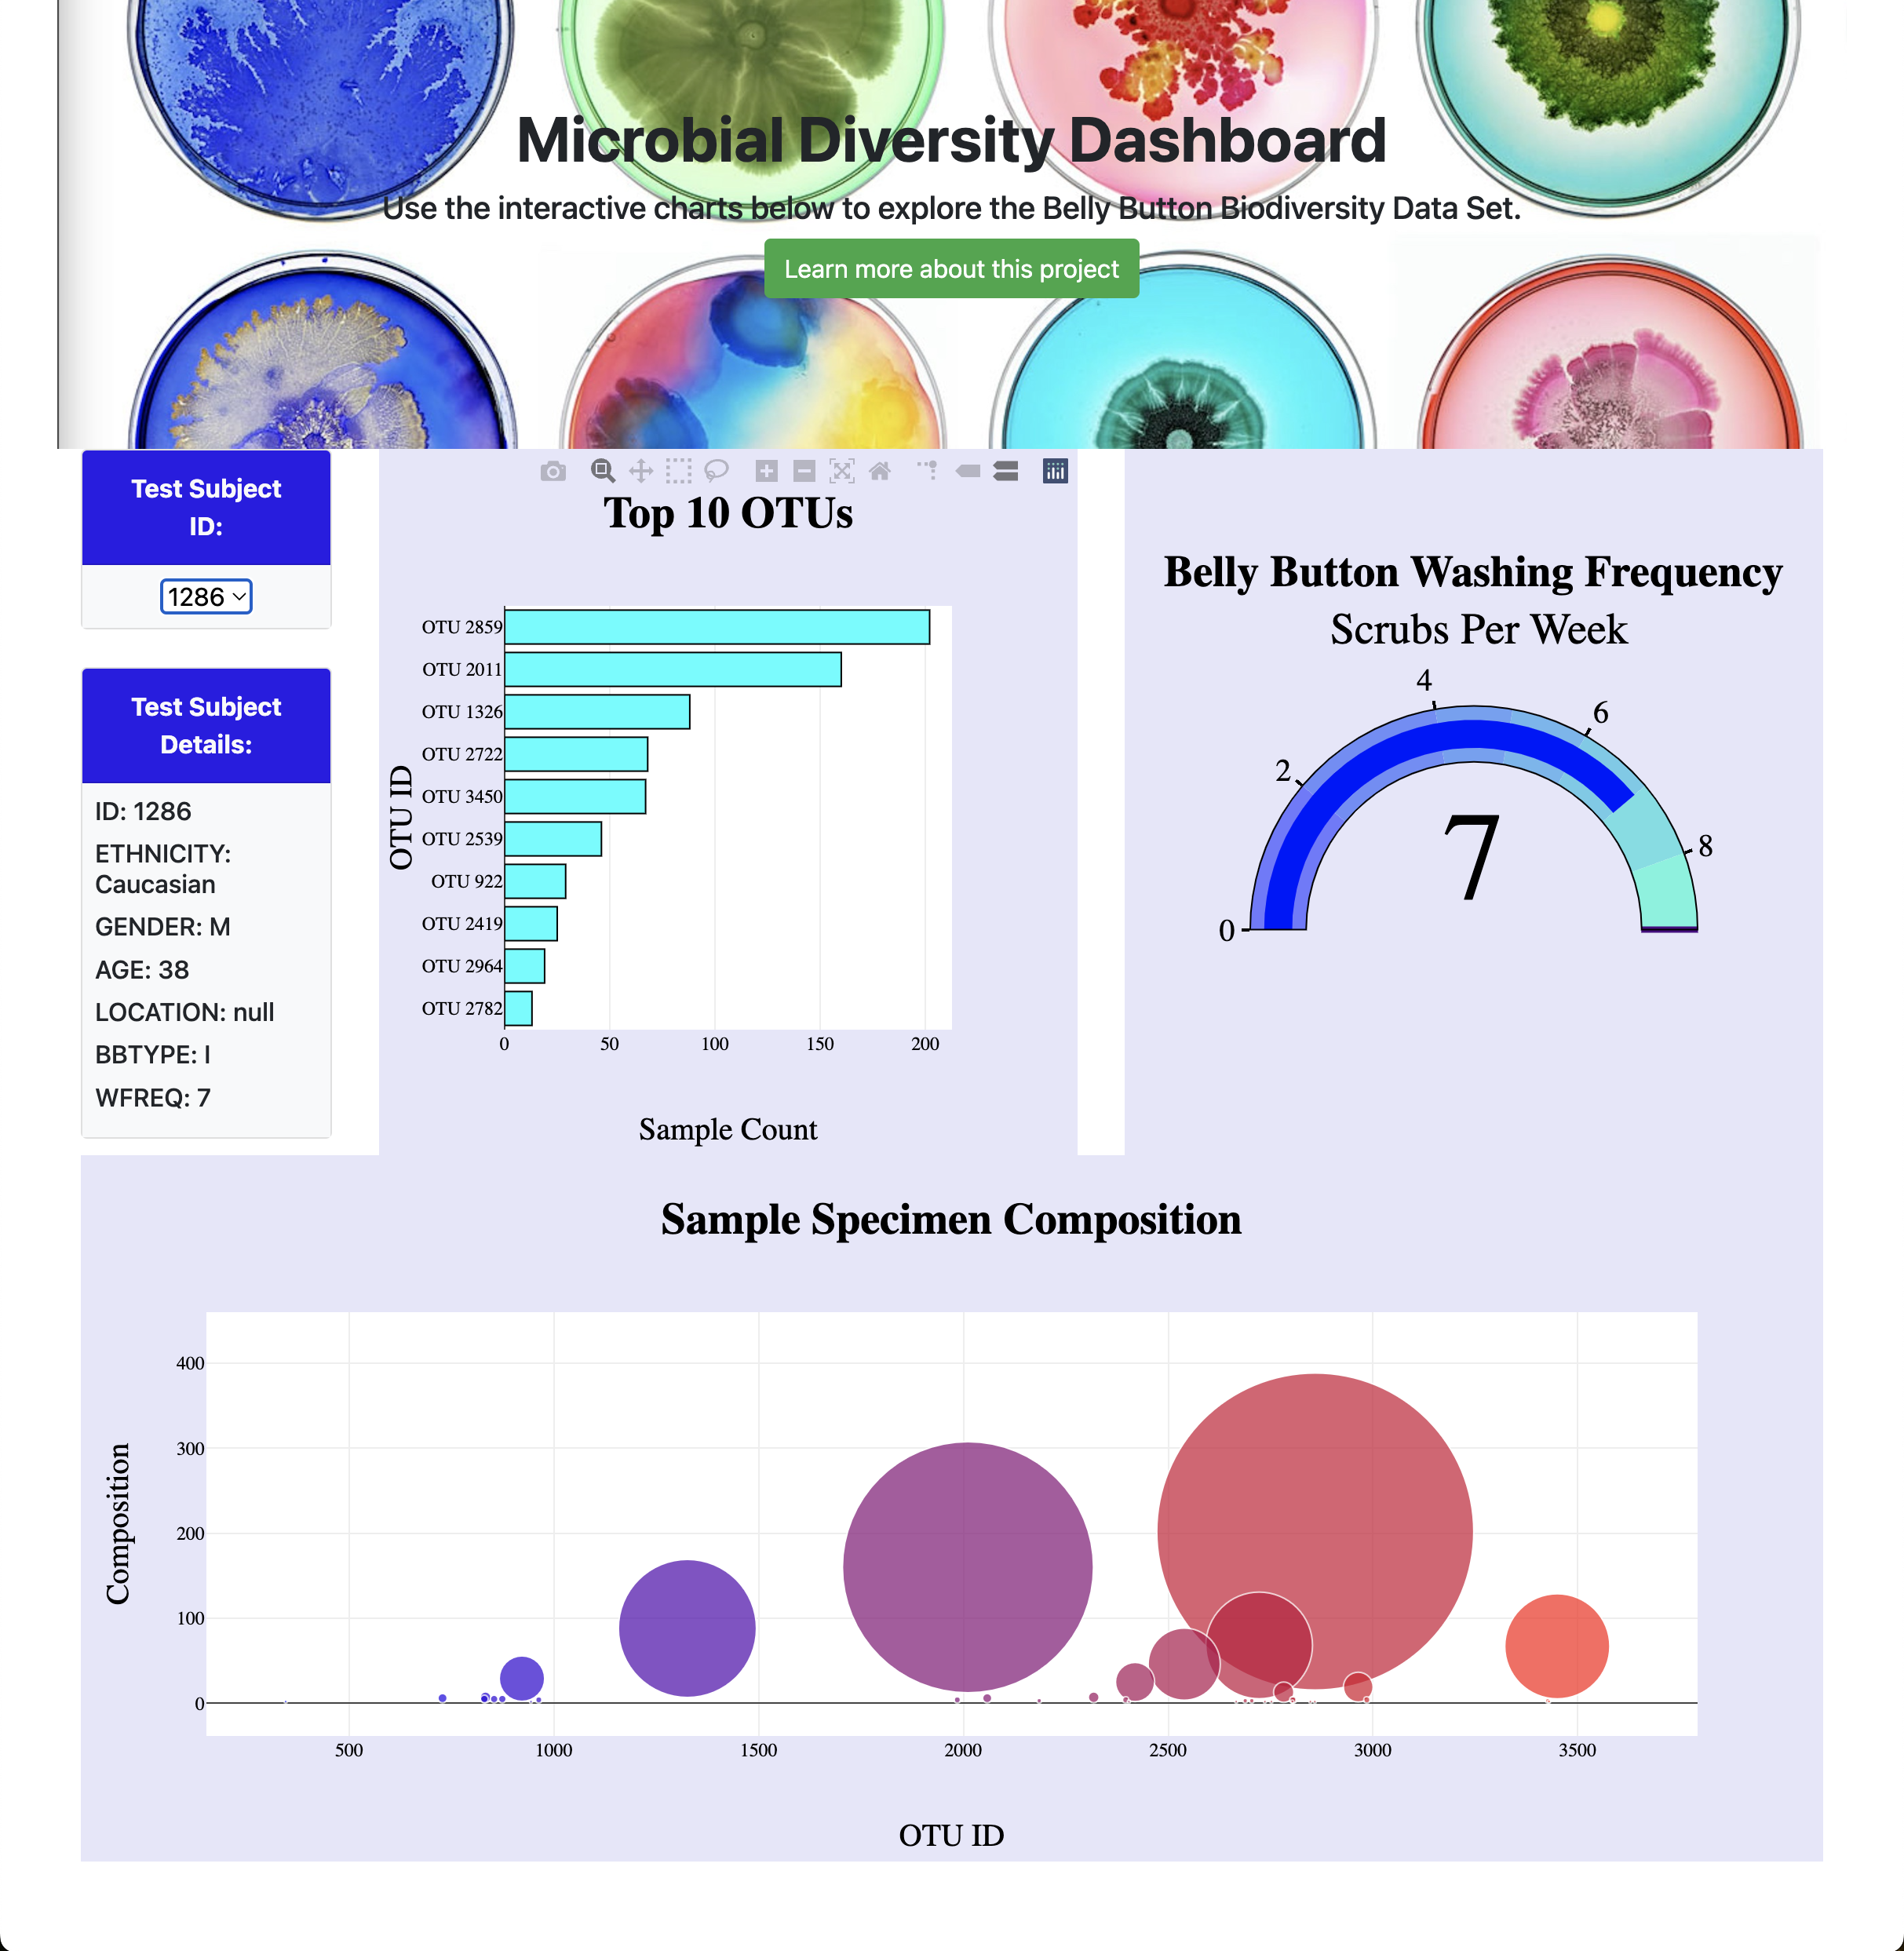 Microbial Diversity Dashboard
Use the interactive charts below to explore the Belly Button Biodiversity Data Set.
Learn more about this project
Test Subject
ID:
1286
Test Subject
Details:
ID: 1286
ETHNICITY:
Caucasian
GENDER: M
AGE: 38
LOCATION: null
BBTYPE: I
WFREQ: 7
Top 10 OTUs
OTU ID
OTU 2859
OTU 2011
OTU 1326
OTU 2722
OTU 3450
OTU 2539
OTU 922
OTU 2419
OTU 2964
OTU 2782
0 50 100 150 200
Sample Count
Belly Button Washing Frequency
Scrubs Per Week
0
2
4
6
8
7
Sample Specimen Composition
Composition
400
300
200
100
0
500 1000 1500 2000 2500 3000 3500
OTU ID